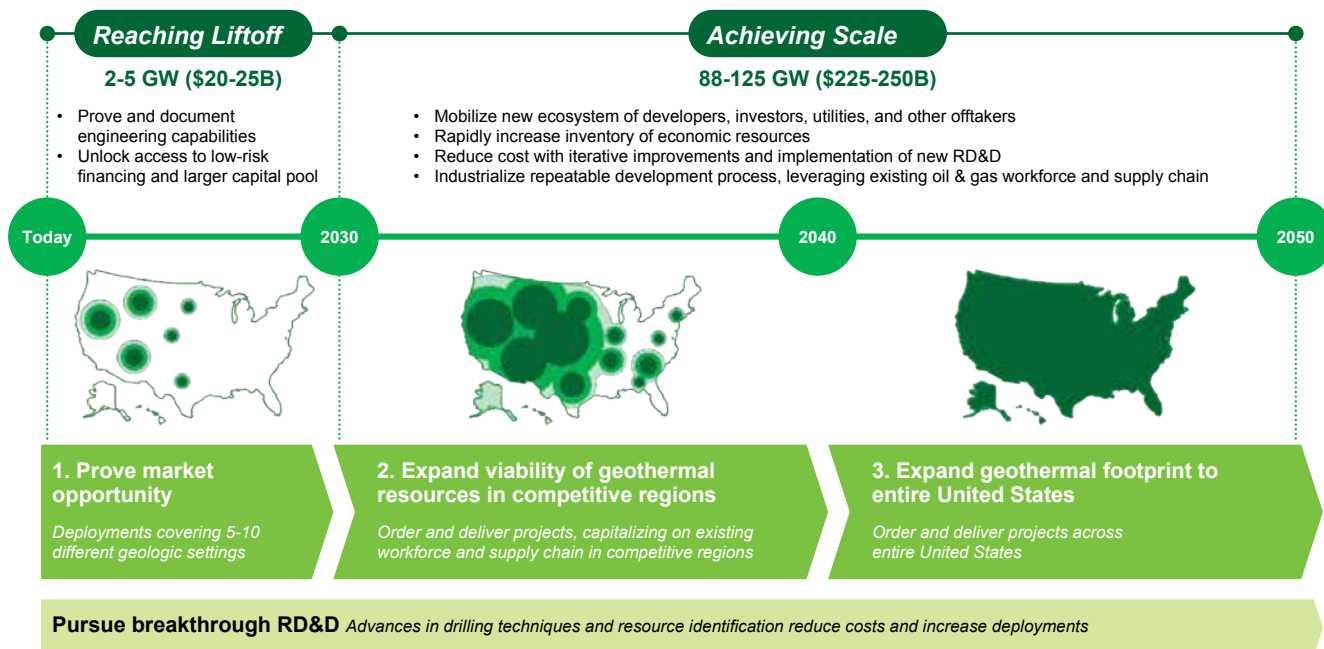 Reaching Liftoff
2-5 GW ($20-25B)
• Prove and document
engineering capabilities
• Unlock access to low-risk
financing and larger capital pool
Achieving Scale
88-125 GW ($225-250B)
• Mobilize new ecosystem of developers, investors, utilities, and other offtakers
• Rapidly increase inventory of economic resources
• Reduce cost with iterative improvements and implementation of new RD&D
• Industrialize repeatable development process, leveraging existing oil & gas workforce and supply chain
Today
2030
2040
2050
1. Prove market
opportunity
Deployments covering 5-10
different geologic settings
2. Expand viability of geothermal
resources in competitive regions
Order and deliver projects, capitalizing on existing
workforce and supply chain in competitive regions
3. Expand geothermal footprint to
entire United States
Order and deliver projects across
entire United States
Pursue breakthrough RD&D Advances in drilling techniques and resource identification reduce costs and increase deployments